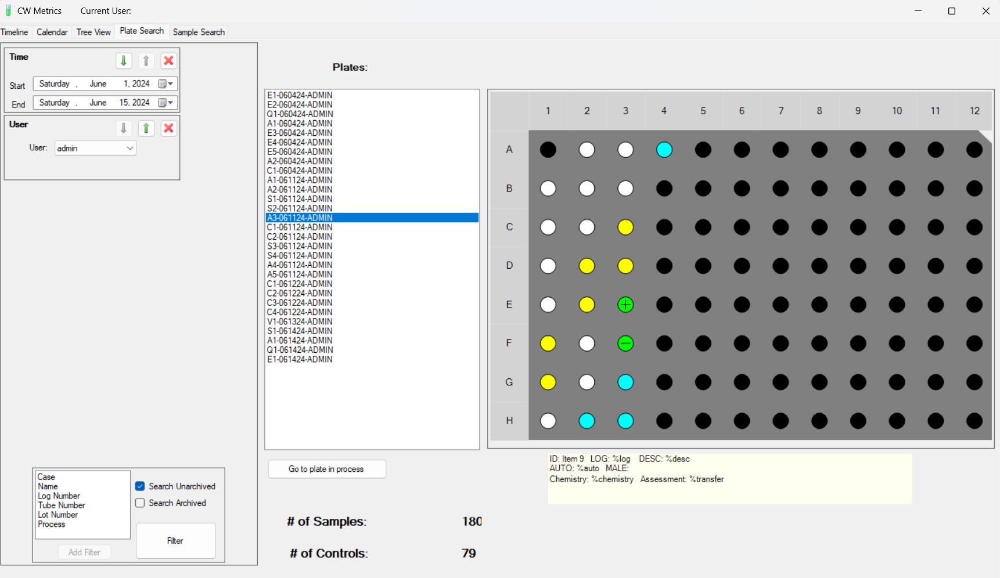 CW Metrics Current User:
Timeline Calendar Tree View Plate Search Sample Search
Time
Start Saturday , June 1, 2024
End Saturday , June 15, 2024
User
User: admin
Case
Name
Log Number
Tube Number
Lot Number
Process
Add Filter
Search Unarchived
Search Archived
Filter
Plates:
E1-060424-ADMIN
E2-060424-ADMIN
Q1-060424-ADMIN
A1-060424-ADMIN
E3-060424-ADMIN
E4-060424-ADMIN
E5-060424-ADMIN
A2-060424-ADMIN
C1-060424-ADMIN
A1-061124-ADMIN
A2-061124-ADMIN
S1-061124-ADMIN
S2-061124-ADMIN
A3-061124-ADMIN
C1-061124-ADMIN
C2-061124-ADMIN
S3-061124-ADMIN
S4-061124-ADMIN
A4-061124-ADMIN
A5-061124-ADMIN
C1-061224-ADMIN
C2-061224-ADMIN
C3-061224-ADMIN
C4-061224-ADMIN
V1-061324-ADMIN
S1-061424-ADMIN
A1-061424-ADMIN
Q1-061424-ADMIN
E1-061424-ADMIN
Go to plate in process
# of Samples: 180
# of Controls: 79
1 2 3 4 5 6 7 8 9 10 11 12
A
B
C
D
E
F
G
H
ID: Item 9 LOG: %log DESC: %desc
AUTO: %auto MALE:
Chemistry: %chemistry Assessment: %transfer